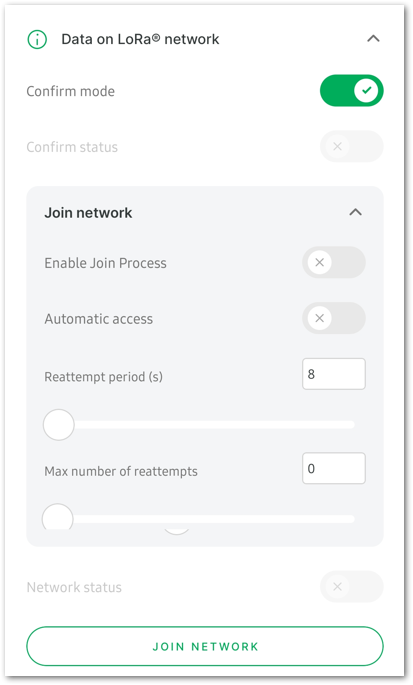 Data on LoRa® network
Confirm mode
Confirm status
Join network
Enable Join Process
Automatic access
Reattempt period (s)
8
Max number of reattempts
0
Network status
JOIN NETWORK